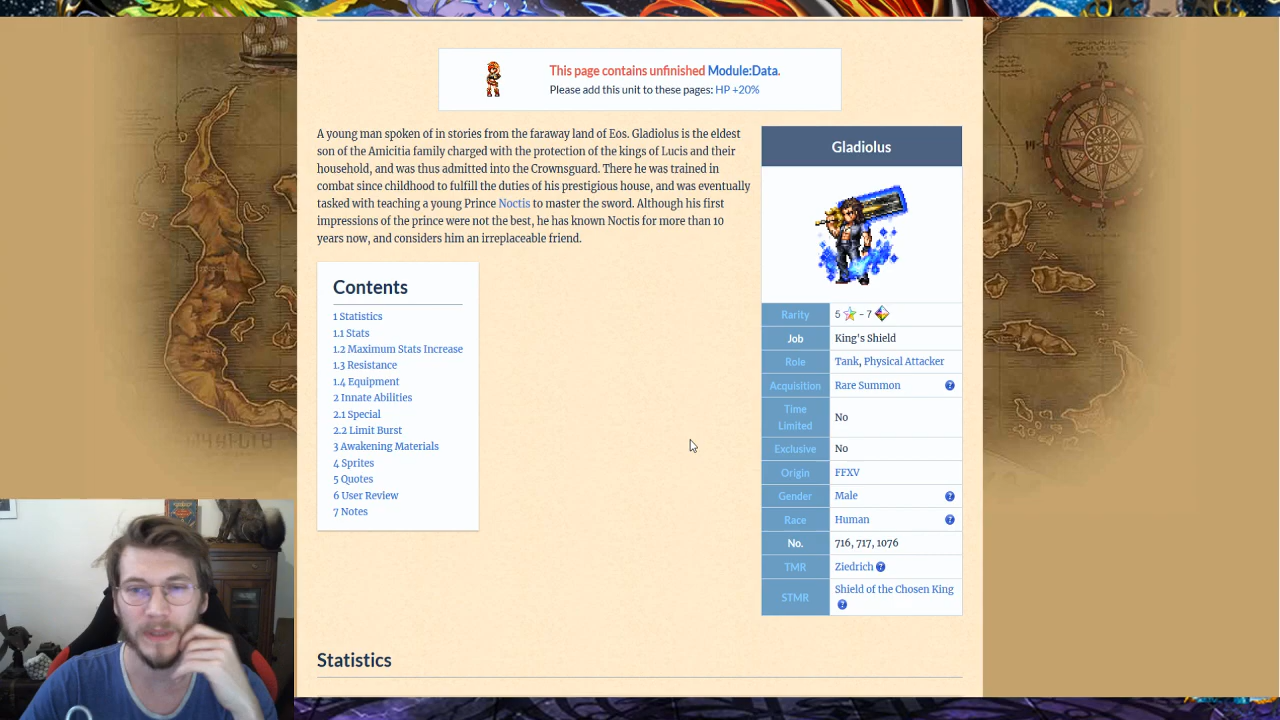 This page contains unfinished Module:Data.
Please add this unit to these pages: HP +20%
A young man spoken of in stories from the faraway land of Eos. Gladiolus is the eldest
son of the Amicitia family charged with the protection of the kings of Lucis and their
household, and was thus admitted into the Crownsguard. There he was trained in
combat since childhood to fulfill the duties of his prestigious house, and was eventually
tasked with teaching a young Prince Noctis to master the sword. Although his first
impressions of the prince were not the best, he has known Noctis for more than 10
years now, and considers him an irreplaceable friend.
Contents
1 Statistics
1.1 Stats
1.2 Maximum Stats Increase
1.3 Resistance
1.4 Equipment
2 Innate Abilities
2.1 Special
2.2 Limit Burst
3 Awakening Materials
4 Sprites
5 Quotes
6 User Review
7 Notes
Gladiolus
Rarity 5 - 7
Job King's Shield
Role Tank, Physical Attacker
Acquisition Rare Summon ?
Time
Limited No
Exclusive No
Origin FFXV
Gender Male ?
Race Human ?
No. 716, 717, 1076
TMR Ziedrich ?
STMR Shield of the Chosen King
?
Statistics